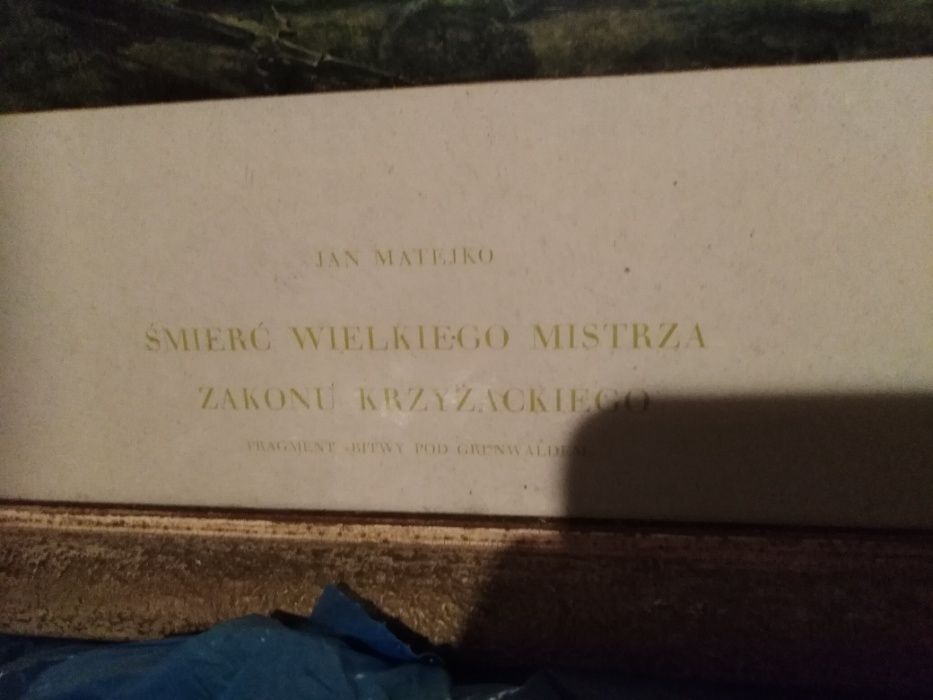 JAN MATEJKO
ŚMIERĆ WIELKIEGO MISTRZA
ZAKONU KRZYŻACKIEGO
FRAGMENT «BITWY POD GRUNWALDEM»